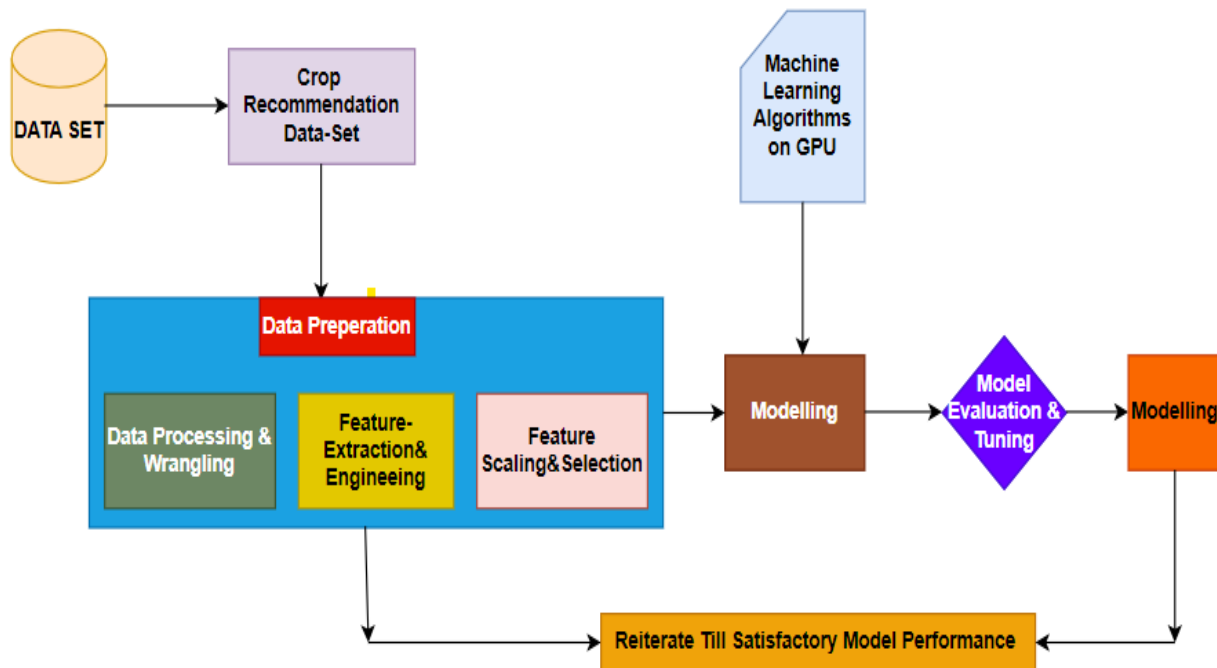 DATA SET
Crop
Recommendation
Data-Set
Machine
Learning
Algorithms
on GPU
Data Preperation
Data Processing &
Wrangling
Feature-
Extraction&
Engineeing
Feature
Scaling&Selection
Modelling
Model
Evaluation &
Tuning
Modelling
Reiterate Till Satisfactory Model Performance